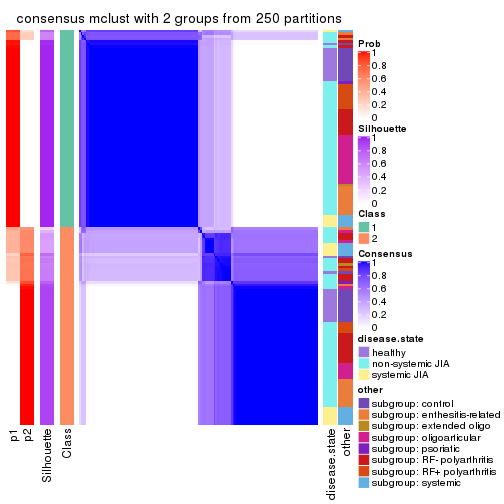 consensus mclust with 2 groups from 250 partitions
Prob
1
0.8
0.6
0.4
0.2
0
Silhouette
1
0.8
0.6
0.4
0.2
0
Class
1
2
Consensus
1
0.8
0.6
0.4
0.2
0
disease.state
healthy
non-systemic JIA
systemic JIA
other
subgroup: control
subgroup: enthesitis-related
subgroup: extended oligo
subgroup: oligoarticular
subgroup: psoriatic
subgroup: RF- polyarthritis
subgroup: RF+ polyarthritis
subgroup: systemic
p1
p2
Silhouette
Class
disease.state
other